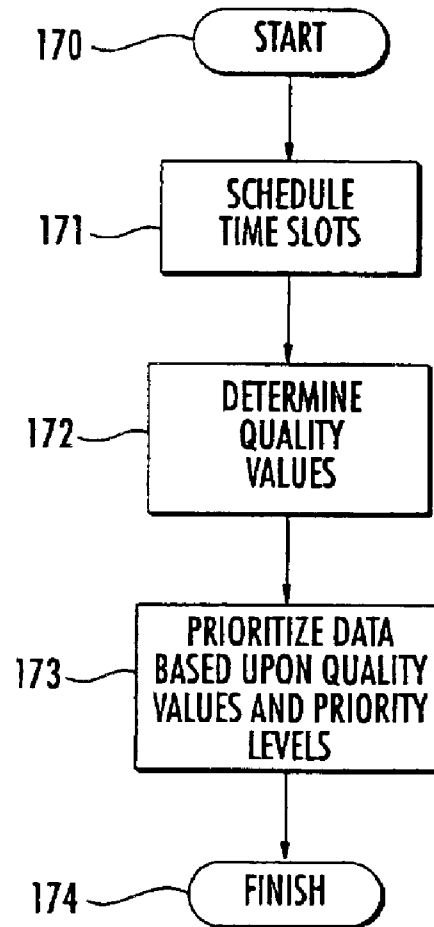 170
START
171
SCHEDULE
TIME SLOTS
172
DETERMINE
QUALITY
VALUES
173
PRIORITIZE DATA
BASED UPON QUALITY
VALUES AND PRIORITY
LEVELS
174
FINISH